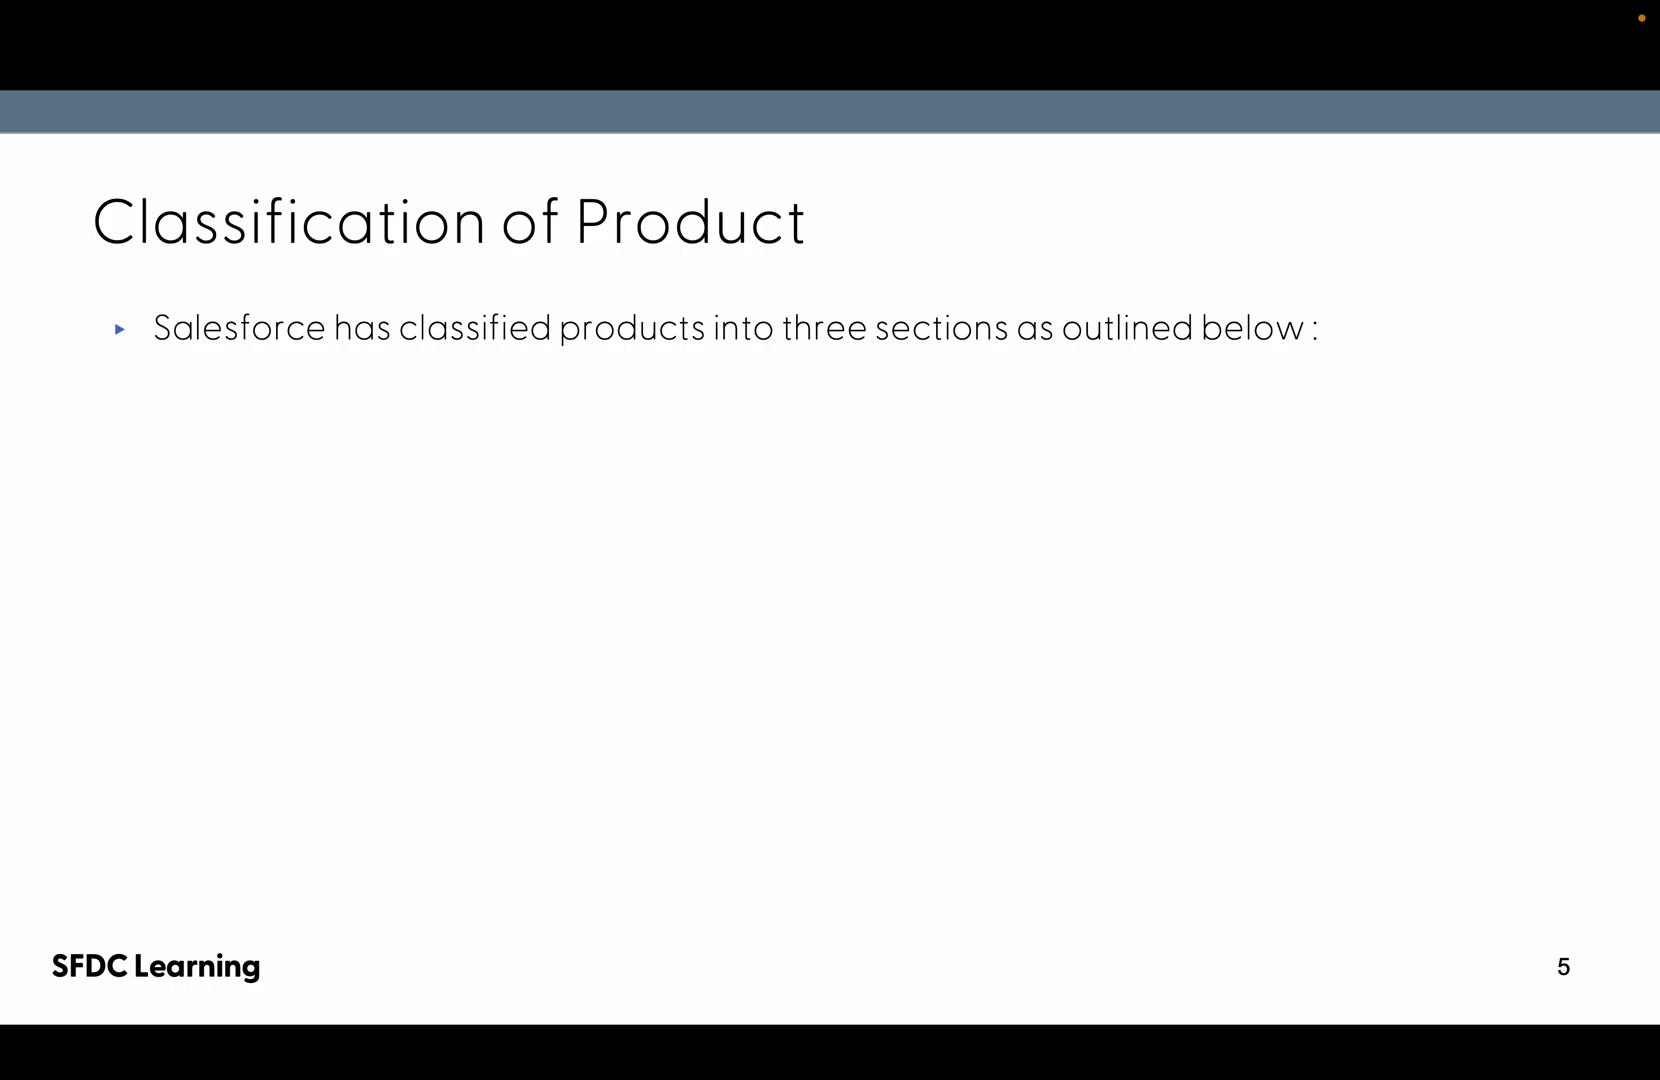 Classification of Product
Salesforce has classified products into three sections as outlined below :
SFDC Learning
5